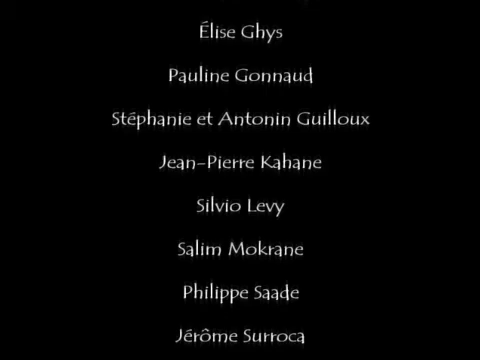 Élise Ghys
Pauline Gonnaud
Stéphanie et Antonin Guilloux
Jean-Pierre Kahane
Silvio Levy
Salim Mokrane
Philippe Saade
Jérôme Surroca